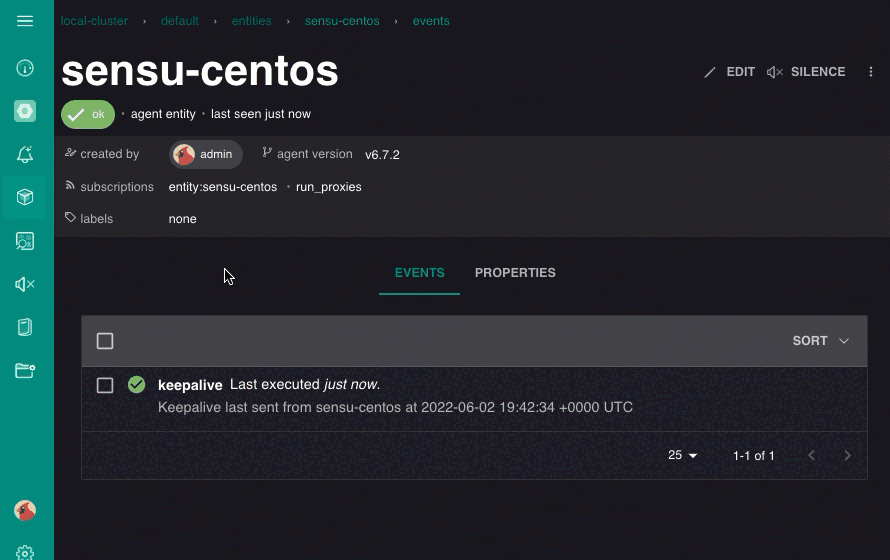 local-cluster › default › entities › sensu-centos › events
sensu-centos
EDIT SILENCE
ok • agent entity • last seen just now
created by admin agent version v6.7.2
subscriptions entity:sensu-centos • run_proxies
labels none
EVENTS PROPERTIES
SORT
keepalive Last executed just now.
Keepalive last sent from sensu-centos at 2022-06-02 19:42:34 +0000 UTC
25 1-1 of 1